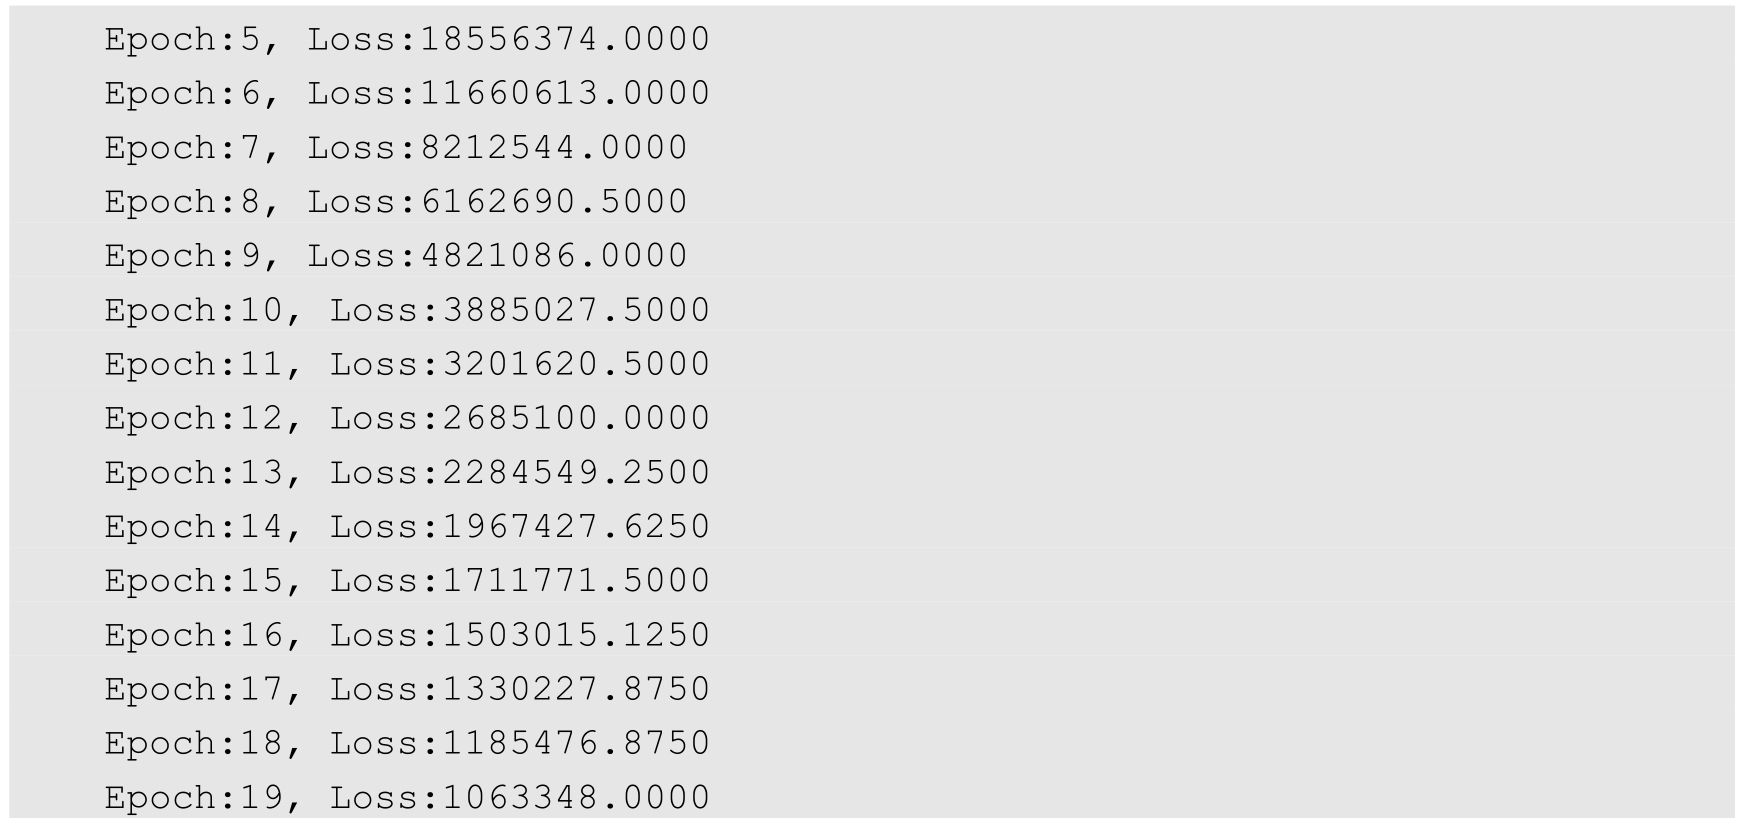 Epoch:5, Loss:18556374.0000
Epoch:6, Loss:11660613.0000
Epoch:7, Loss:8212544.0000
Epoch:8, Loss:6162690.5000
Epoch:9, Loss:4821086.0000
Epoch:10, Loss:3885027.5000
Epoch:11, Loss:3201620.5000
Epoch:12, Loss:2685100.0000
Epoch:13, Loss:2284549.2500
Epoch:14, Loss:1967427.6250
Epoch:15, Loss:1711771.5000
Epoch:16, Loss:1503015.1250
Epoch:17, Loss:1330227.8750
Epoch:18, Loss:1185476.8750
Epoch:19, Loss:1063348.0000